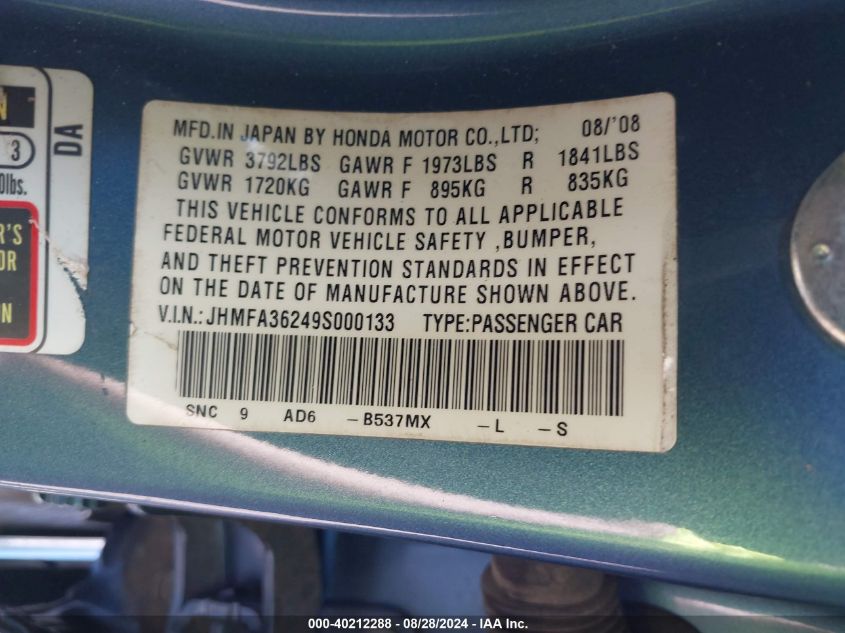 N
3
DA
0lbs.
R'S
OR
N
MFD.IN JAPAN BY HONDA MOTOR CO.,LTD; 08/'08
GVWR 3792LBS GAWR F 1973LBS R 1841LBS
GVWR 1720KG GAWR F 895KG R 835KG
THIS VEHICLE CONFORMS TO ALL APPLICABLE
FEDERAL MOTOR VEHICLE SAFETY ,BUMPER,
AND THEFT PREVENTION STANDARDS IN EFFECT
ON THE DATE OF MANUFACTURE SHOWN ABOVE.
V.I.N.:JHMFA36249S000133 TYPE:PASSENGER CAR
SNC 9 AD6 -B537MX -L -S
000-40212288 - 08/28/2024 - IAA Inc.